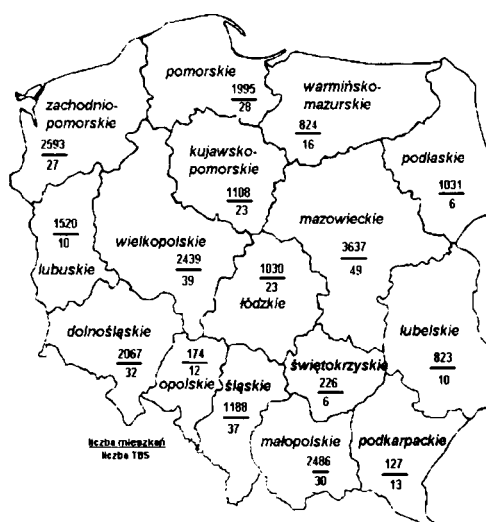 pomorskie
1995
28
warmińsko-
mazurskie
824
16
zachodnio-
pomorskie
2593
27
kujawsko-
pomorskie
1108
23
podlaskie
1031
6
mazowieckie
3637
49
1520
10
lubuskie
wielkopolskie
2439
39
1030
23
łódzkie
lubelskie
823
10
dolnośląskie
2067
32
174
12
opolskie
śląskie
1188
37
świętokrzyskie
226
6
małopolskie
2486
30
podkarpackie
127
13
liczba mieszkań
liczba TBS